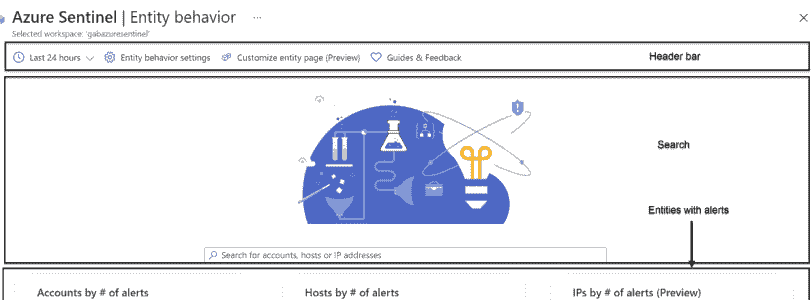 Azure Sentinel | Entity behavior ...
Selected workspace: 'gabazuresentinel'
Last 24 hours Entity behavior settings Customize entity page (Preview) Guides & Feedback Header bar
Search
Entities with alerts
Search for accounts, hosts or IP addresses
Accounts by # of alerts Hosts by # of alerts IPs by # of alerts (Preview)